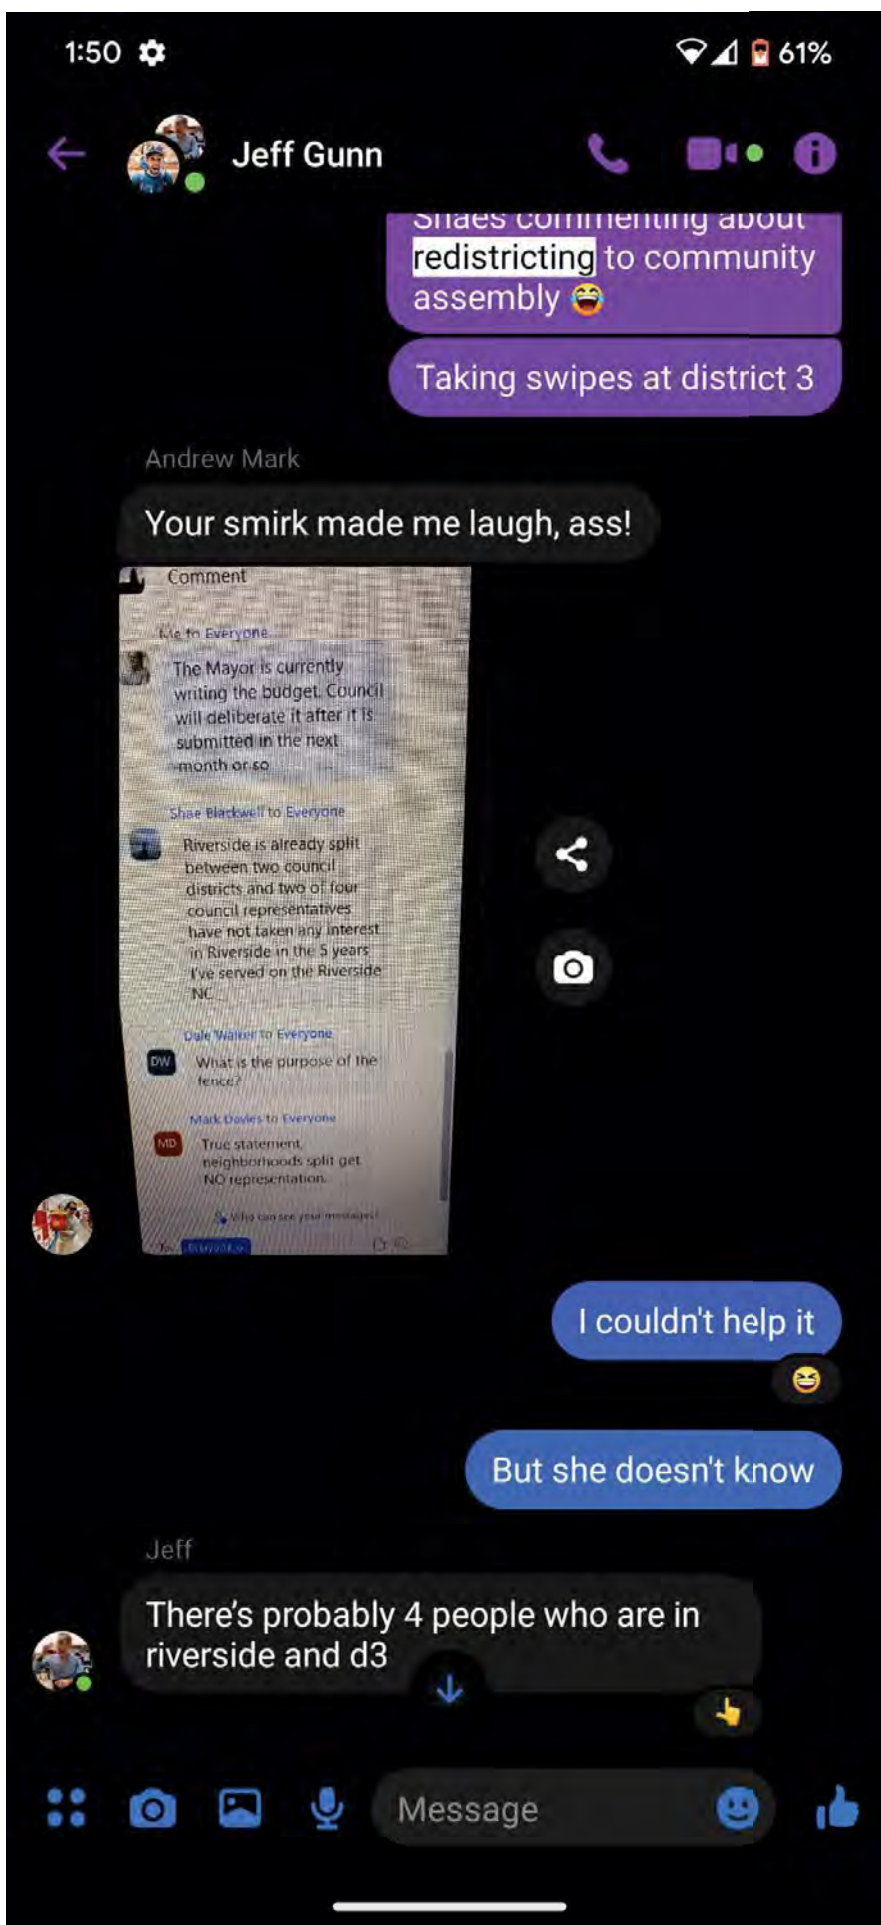 1:50
61%
Jeff Gunn
Shaes commenting about
redistricting to community
assembly 😂
Taking swipes at district 3
Andrew Mark
Your smirk made me laugh, ass!
Comment
Me to Everyone
The Mayor is currently
writing the budget. Council
will deliberate it after it is
submitted in the next
month or so
Shae Blackwell to Everyone
Riverside is already split
between two council
districts and two of four
council representatives
have not taken any interest
in Riverside in the 5 years
I've served on the Riverside
NC
Dale Walker to Everyone
DW
What is the purpose of the
fence?
Mark Davies to Everyone
MD
True statement,
neighborhoods split get
NO representation.
Who can see your messages?
To: Everyone
I couldn't help it
😆
But she doesn't know
Jeff
There's probably 4 people who are in
riverside and d3
👆
Message